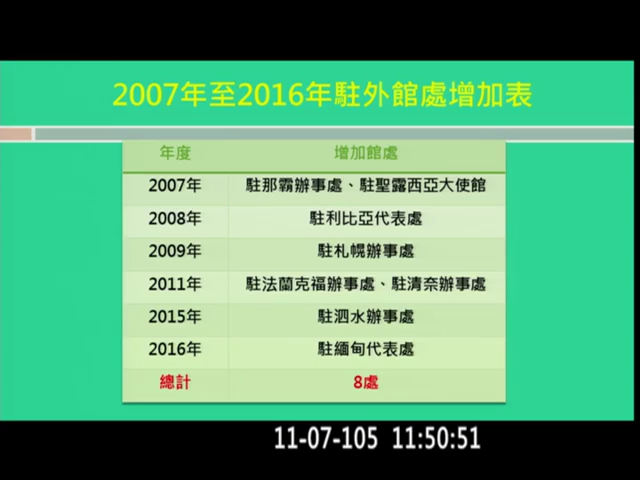 2007年至2016年駐外館處增加表
年度 增加館處
2007年 駐那霸辦事處、駐聖露西亞大使館
2008年 駐利比亞代表處
2009年 駐札幌辦事處
2011年 駐法蘭克福辦事處、駐清奈辦事處
2015年 駐泗水辦事處
2016年 駐緬甸代表處
總計 8處
11-07-105 11:50:51